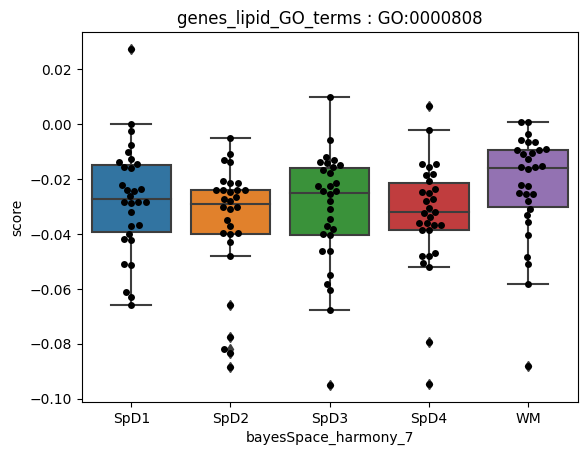 genes_lipid_GO_terms : GO:0000808
score
0.02
0.00
−0.02
−0.04
−0.06
−0.08
−0.10
SpD1 SpD2 SpD3 SpD4 WM
bayesSpace_harmony_7